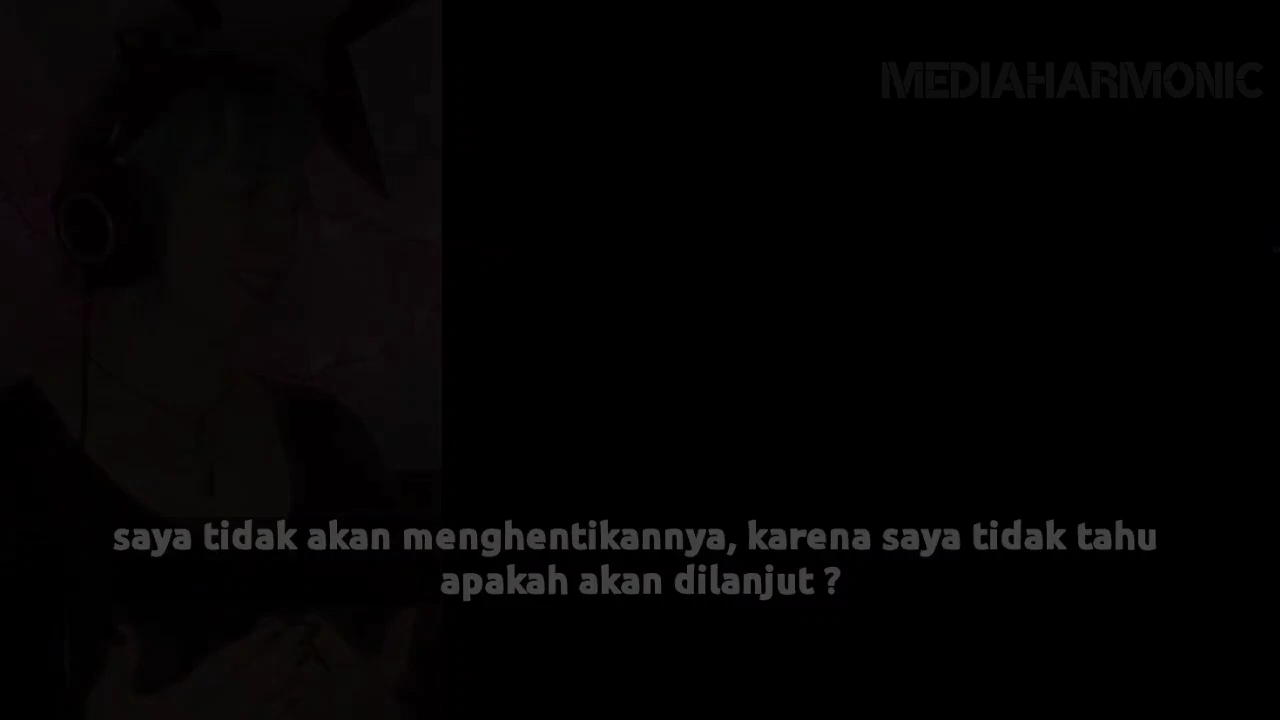 MEDIAHARMONIC
saya tidak akan menghentikannya, karena saya tidak tahu
apakah akan dilanjut ?